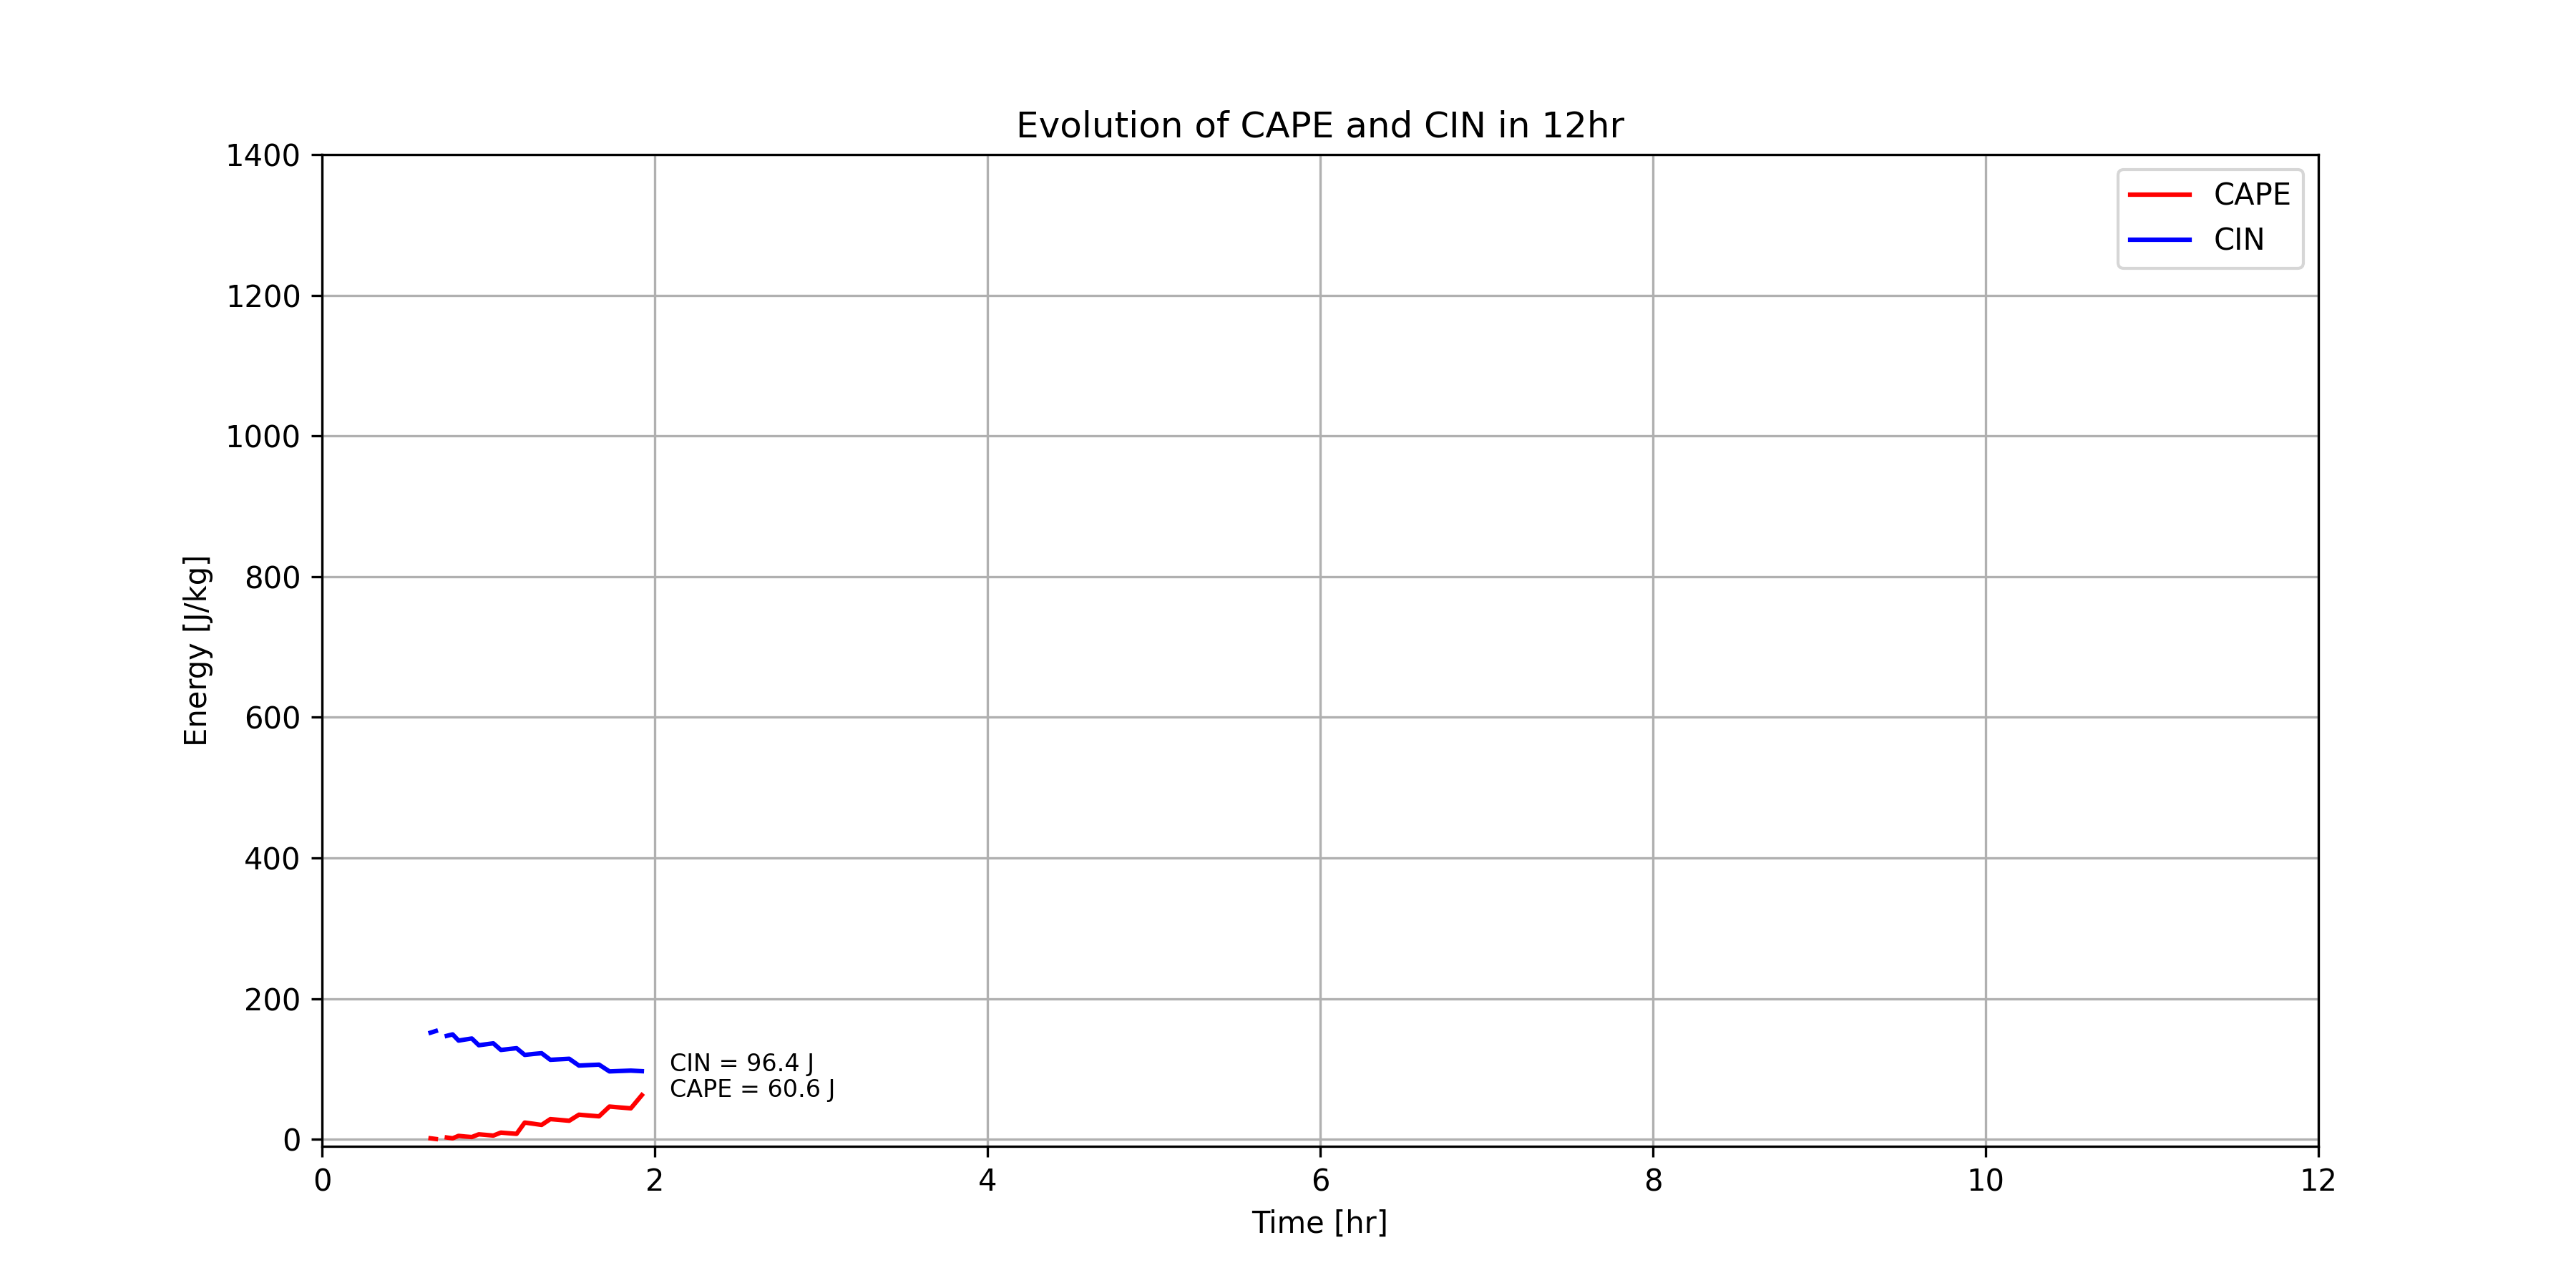 Evolution of CAPE and CIN in 12hr
1400
1200
1000
800
600
400
200
0
Energy [J/kg]
CAPE
CIN
CIN = 96.4 J
CAPE = 60.6 J
0 2 4 6 8 10 12
Time [hr]